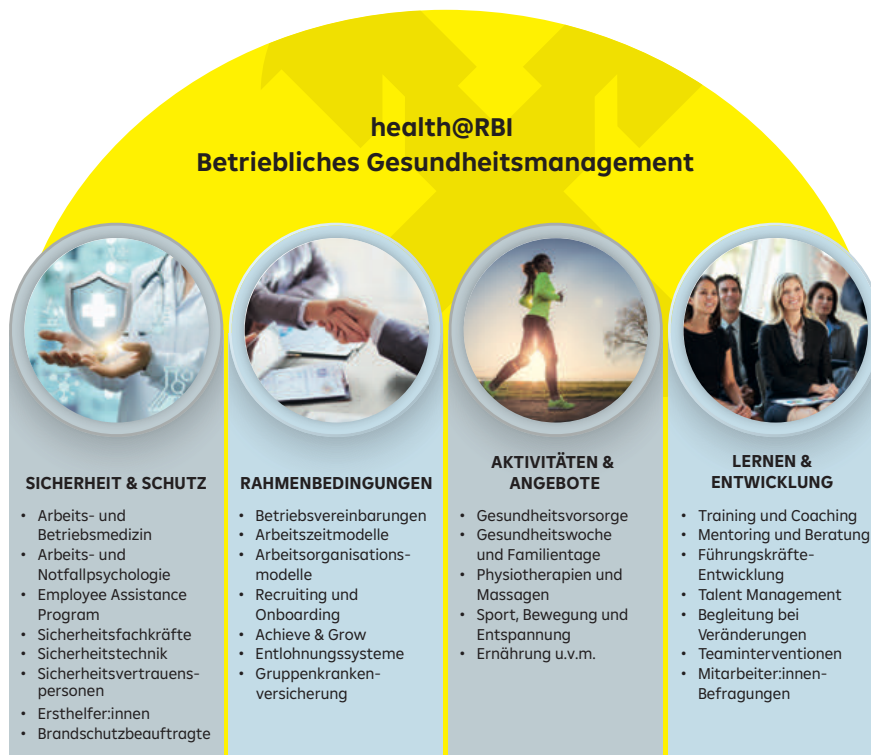 health@RBI
Betriebliches Gesundheitsmanagement
SICHERHEIT & SCHUTZ
• Arbeits- und
Betriebsmedizin
• Arbeits- und
Notfallpsychologie
• Employee Assistance
Program
• Sicherheitsfachkräfte
• Sicherheitstechnik
• Sicherheitsvertrauens-
personen
• Ersthelfer:innen
• Brandschutzbeauftragte
RAHMENBEDINGUNGEN
• Betriebsvereinbarungen
• Arbeitszeitmodelle
• Arbeitsorganisations-
modelle
• Recruiting und
Onboarding
• Achieve & Grow
• Entlohnungssysteme
• Gruppenkranken-
versicherung
AKTIVITÄTEN &
ANGEBOTE
• Gesundheitsvorsorge
• Gesundheitswoche
und Familientage
• Physiotherapien und
Massagen
• Sport, Bewegung und
Entspannung
• Ernährung u.v.m.
LERNEN &
ENTWICKLUNG
• Training und Coaching
• Mentoring und Beratung
• Führungskräfte-
Entwicklung
• Talent Management
• Begleitung bei
Veränderungen
• Teaminterventionen
• Mitarbeiter:innen-
Befragungen